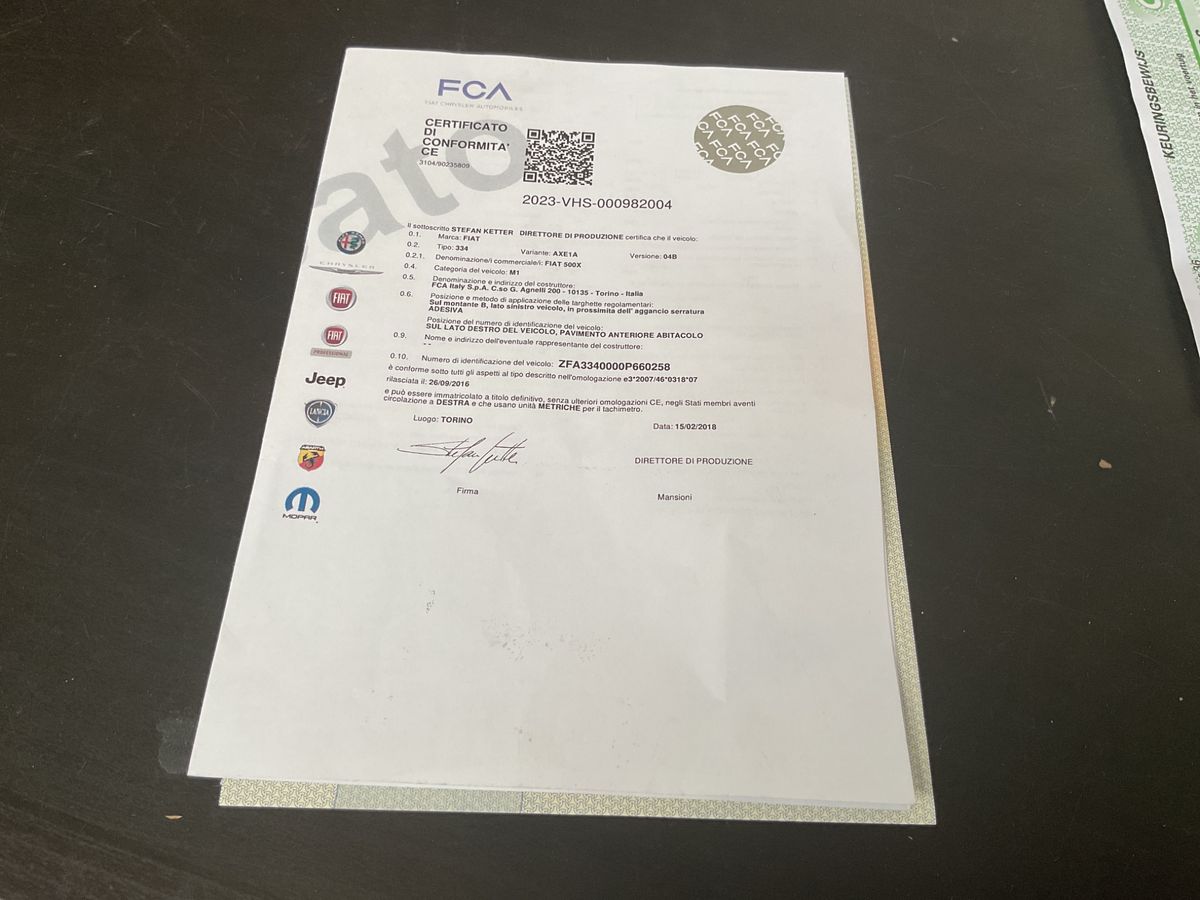 FCA
FIAT CHRYSLER AUTOMOBILES
CERTIFICATO
DI
CONFORMITA'
CE
3104/90235809
ato
FCA FCA FCA FCA FCA FCA
2023-VHS-000982004
Il sottoscritto STEFAN KETTER DIRETTORE DI PRODUZIONE certifica che il veicolo:
0.1. Marca: FIAT
0.2. Tipo: 334 Variante: AXE1A Versione: 04B
0.2.1. Denominazione/i commerciale/i: FIAT 500X
0.4. Categoria del veicolo: M1
0.5. Denominazione e indirizzo del costruttore:
FCA Italy S.p.A. C.so G. Agnelli 200 - 10135 - Torino - Italia
0.6. Posizione e metodo di applicazione delle targhette regolamentari:
Sul montante B, lato sinistro veicolo, in prossimità dell' aggancio serratura
ADESIVA
Posizione del numero di identificazione del veicolo:
SUL LATO DESTRO DEL VEICOLO, PAVIMENTO ANTERIORE ABITACOLO
0.9. Nome e indirizzo dell'eventuale rappresentante del costruttore:
- -
0.10. Numero di identificazione del veicolo: ZFA3340000P660258
è conforme sotto tutti gli aspetti al tipo descritto nell'omologazione e3*2007/46*0318*07
rilasciata il: 26/09/2016
e può essere immatricolato a titolo definitivo, senza ulteriori omologazioni CE, negli Stati membri aventi
circolazione a DESTRA e che usano unità METRICHE per il tachimetro.
Luogo: TORINO Data: 15/02/2018
Stefan Ketter
DIRETTORE DI PRODUZIONE
Firma Mansioni
CHRYSLER
FIAT
FIAT
PROFESSIONAL
Jeep
LANCIA
ABARTH
MOPAR
KEURINGSBEWIJS
het voertuig